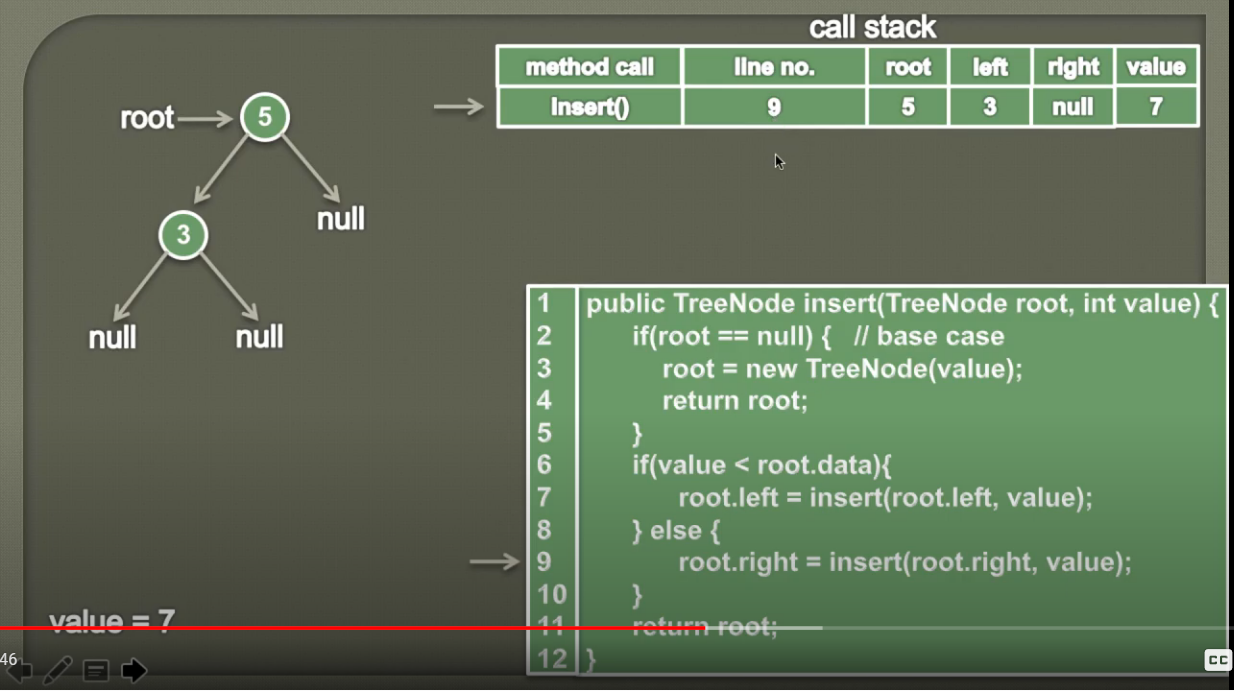 call stack
method call line no. root left right value
insert() 9 5 3 null 7
root 5
null
3
null null
1 public TreeNode insert(TreeNode root, int value) {
2 if(root == null) { // base case
3 root = new TreeNode(value);
4 return root;
5 }
6 if(value < root.data){
7 root.left = insert(root.left, value);
8 } else {
9 root.right = insert(root.right, value);
10 }
value = 7
11 return root;
12 }
46
CC